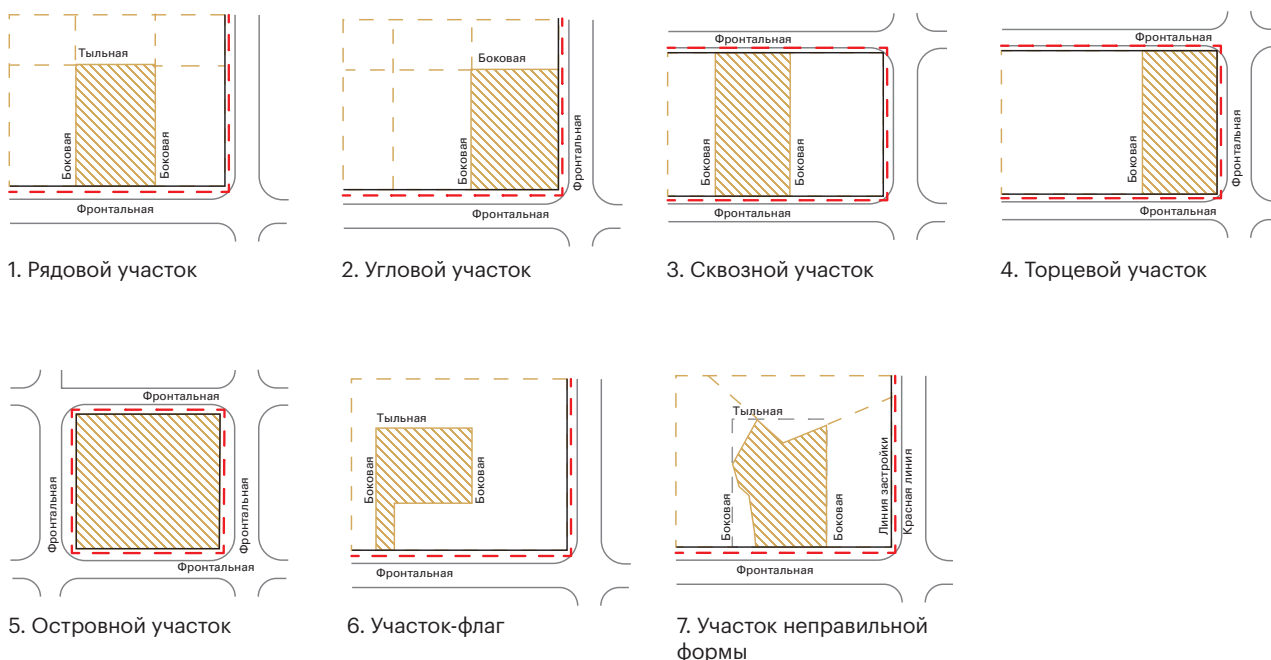 Тыльная
Боковая
Боковая
Фронтальная
1. Рядовой участок
Боковая
Боковая
Фронтальная
Фронтальная
2. Угловой участок
Фронтальная
Боковая
Боковая
Фронтальная
3. Сквозной участок
Фронтальная
Боковая
Фронтальная
Фронтальная
4. Торцевой участок
Фронтальная
Фронтальная
Фронтальная
Фронтальная
5. Островной участок
Тыльная
Боковая
Боковая
Фронтальная
6. Участок-флаг
Тыльная
Боковая
Боковая
Линия застройки
Красная линия
Фронтальная
7. Участок неправильной
формы